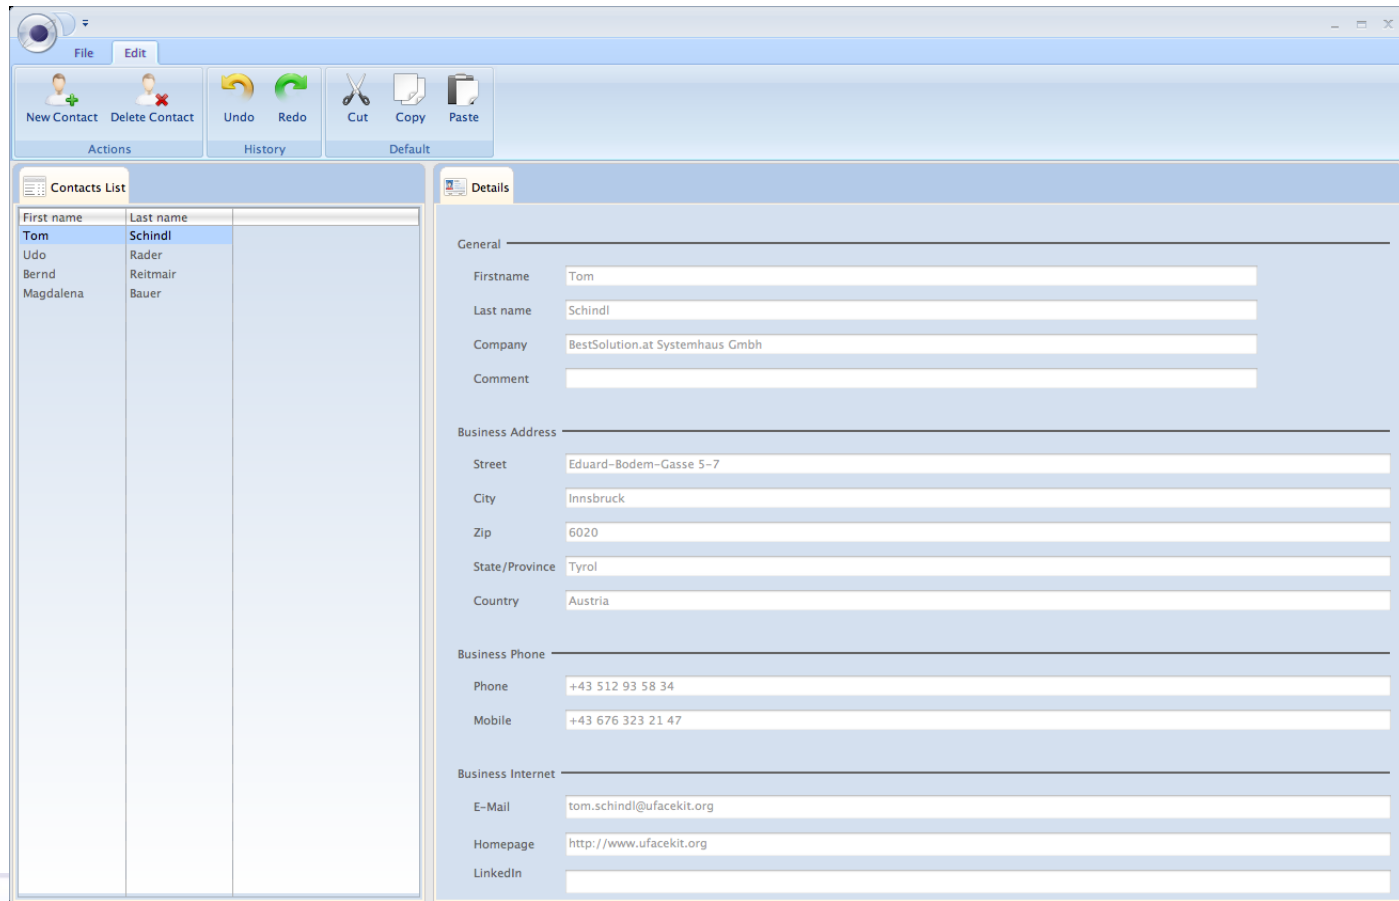 File Edit
New Contact Delete Contact Undo Redo Cut Copy Paste
Actions History Default
Contacts List
First name Last name
Tom Schindl
Udo Rader
Bernd Reitmair
Magdalena Bauer
Details
General
Firstname Tom
Last name Schindl
Company BestSolution.at Systemhaus Gmbh
Comment
Business Address
Street Eduard-Bodem-Gasse 5-7
City Innsbruck
Zip 6020
State/Province Tyrol
Country Austria
Business Phone
Phone +43 512 93 58 34
Mobile +43 676 323 21 47
Business Internet
E-Mail tom.schindl@ufacekit.org
Homepage http://www.ufacekit.org
LinkedIn